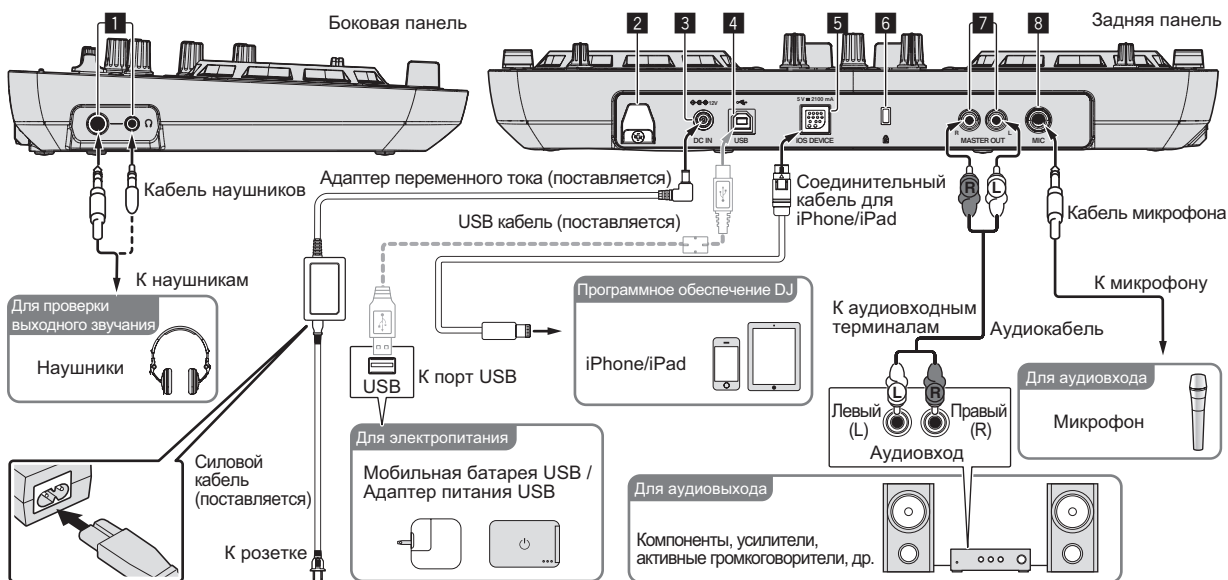 1
Боковая панель
2
3
4
5
6
7
8
Задняя панель
12V
5 V 2100 mA
DC IN
USB
IOS DEVICE
R
MASTER OUT
L
MIC
Кабель наушников
Адаптер переменного тока (поставляется)
USB кабель (поставляется)
Соединительный
кабель для
iPhone/iPad
R
L
Кабель микрофона
К наушникам
Для проверки
выходного звучания
Наушники
Программное обеспечение DJ
iPhone/iPad
К аудиовходным
терминалам
Аудиокабель
К микрофону
Для аудиовхода
Микрофон
USB
К порт USB
L
R
Левый
(L)
Правый
(R)
Аудиовход
Для электропитания
Мобильная батарея USB /
Адаптер питания USB
Силовой
кабель
(поставляется)
К розетке
Для аудиовыхода
Компоненты, усилители,
активные громкоговорители, др.